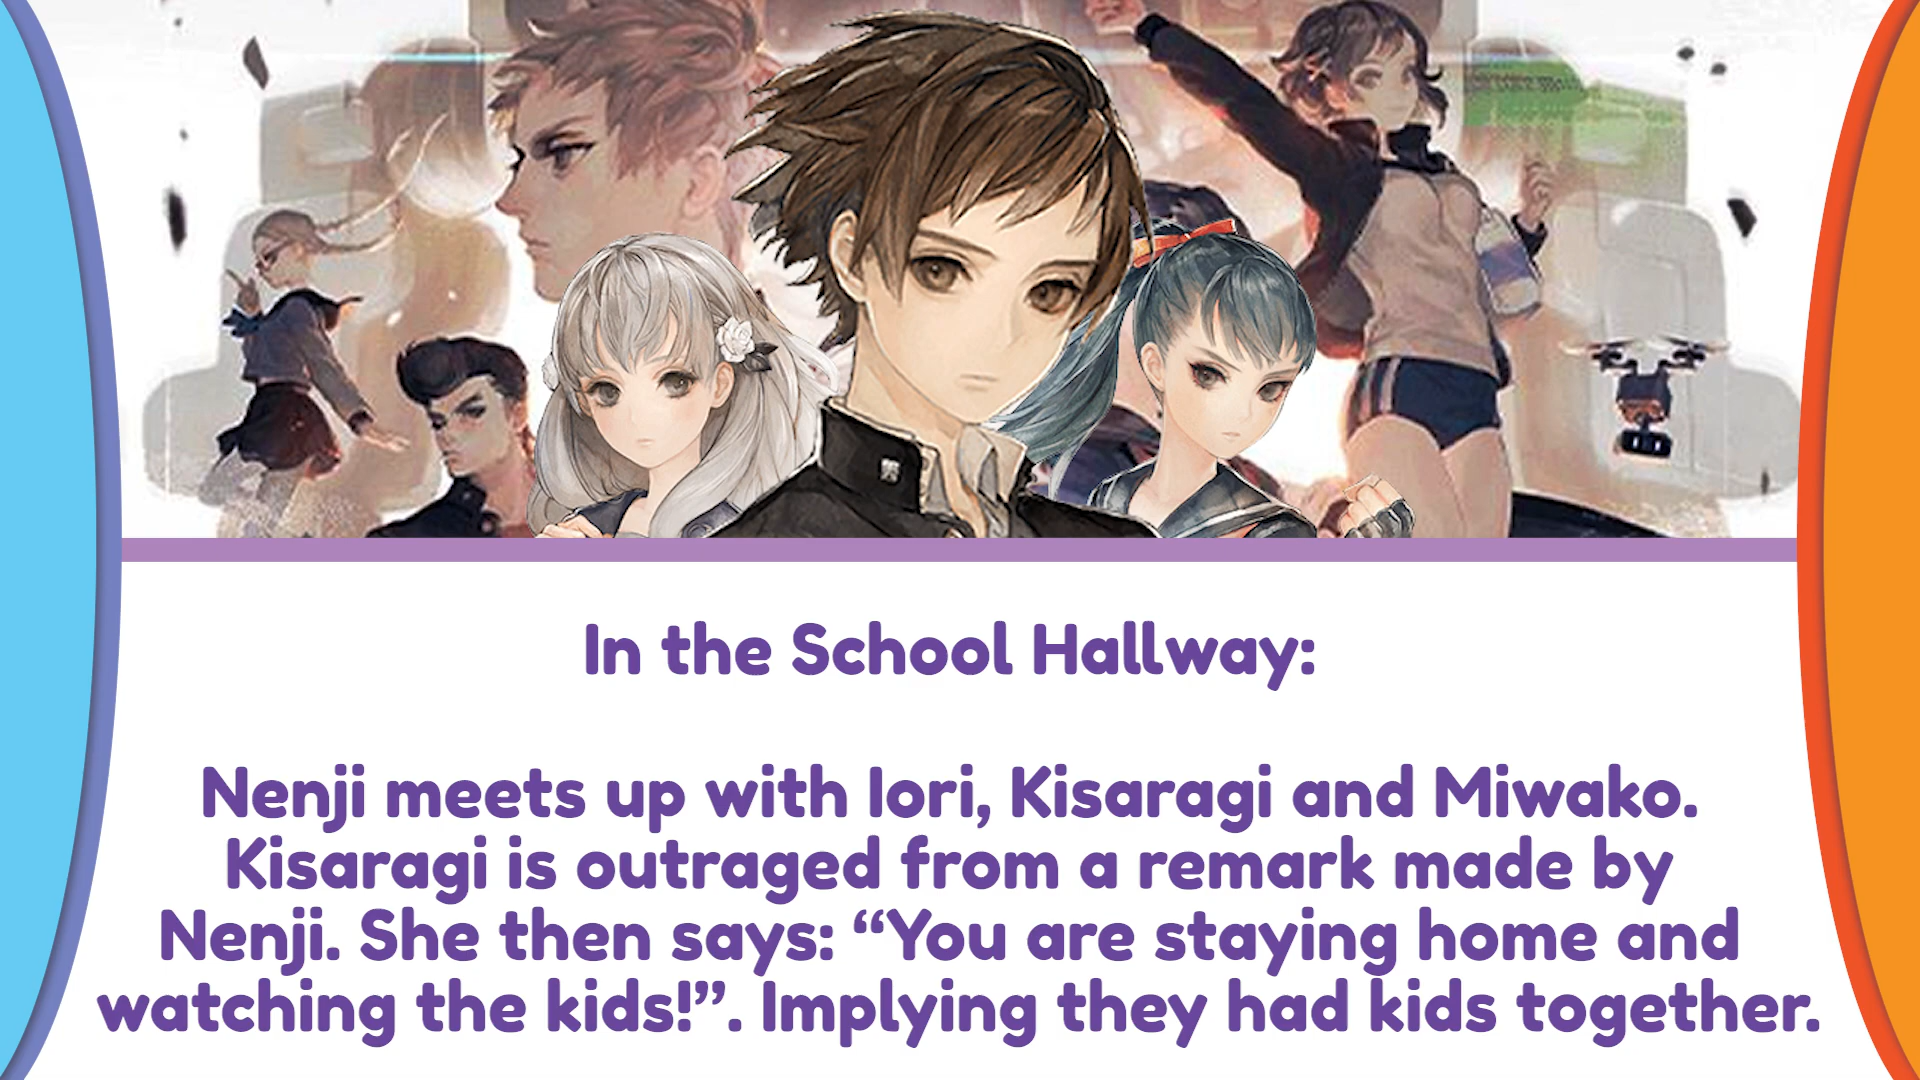 In the School Hallway:
Nenji meets up with Iori, Kisaragi and Miwako.
Kisaragi is outraged from a remark made by
Nenji. She then says: “You are staying home and
watching the kids!”. Implying they had kids together.